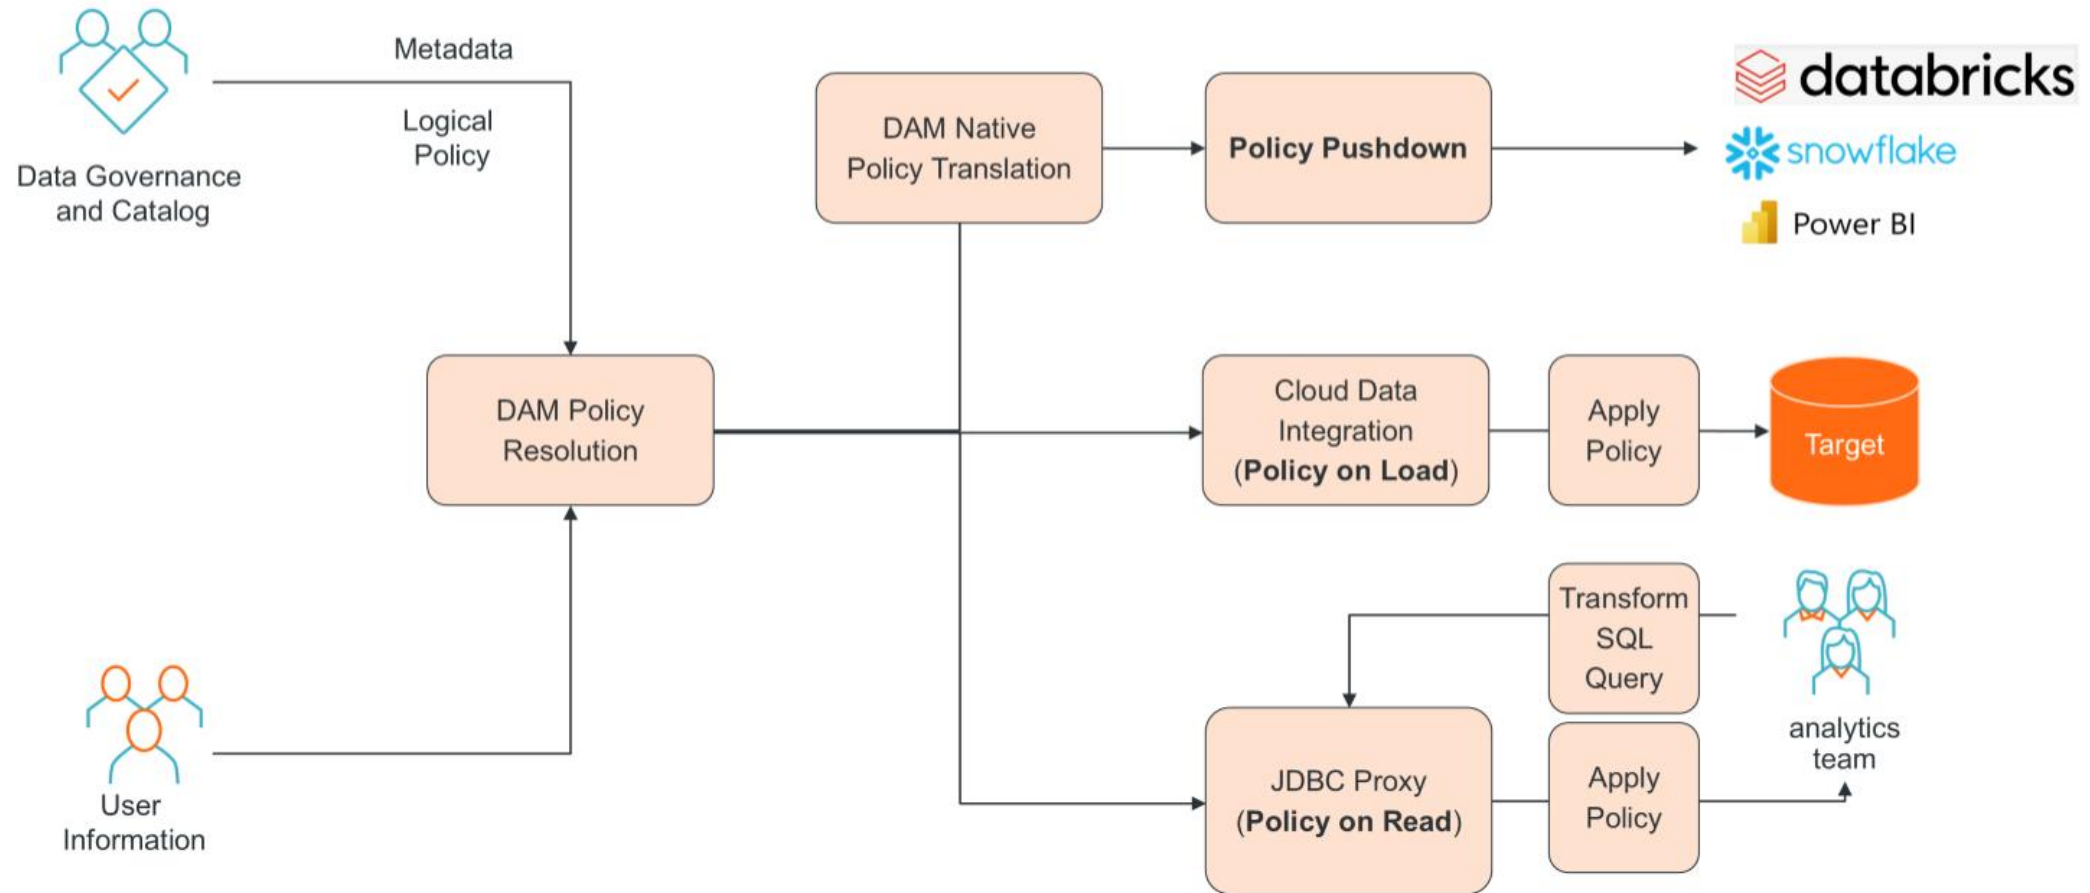 Metadata
Logical
Policy
Data Governance
and Catalog
DAM Native
Policy Translation
Policy Pushdown
databricks
snowflake
Power BI
DAM Policy
Resolution
Cloud Data
Integration
(Policy on Load)
Apply
Policy
Target
Transform
SQL
Query
analytics
team
User
Information
JDBC Proxy
(Policy on Read)
Apply
Policy